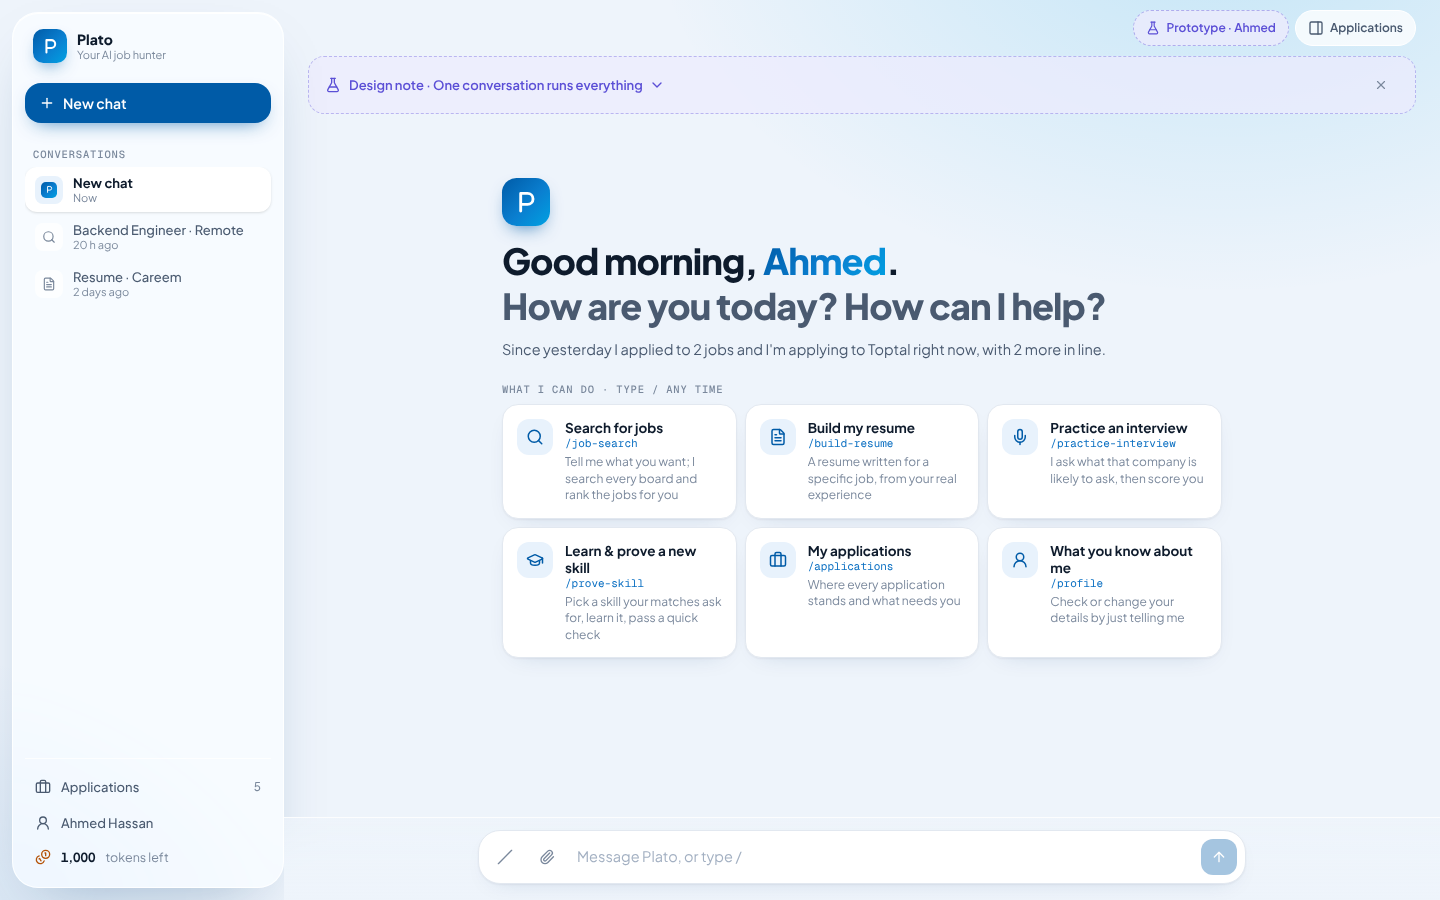 P
Plato
Your AI job hunter
New chat
CONVERSATIONS
P
New chat
Now
Backend Engineer · Remote
20 h ago
Resume · Careem
2 days ago
Applications
5
Ahmed Hassan
1,000 tokens left
Prototype · Ahmed
Applications
Design note · One conversation runs everything
P
Good morning, Ahmed.
How are you today? How can I help?
Since yesterday I applied to 2 jobs and I'm applying to Toptal right now, with 2 more in line.
WHAT I CAN DO · TYPE / ANY TIME
Search for jobs
/job-search
Tell me what you want; I
search every board and
rank the jobs for you
Build my resume
/build-resume
A resume written for a
specific job, from your real
experience
Practice an interview
/practice-interview
I ask what that company is
likely to ask, then score you
Learn & prove a new
skill
/prove-skill
Pick a skill your matches ask
for, learn it, pass a quick
check
My applications
/applications
Where every application
stands and what needs you
What you know about
me
/profile
Check or change your
details by just telling me
Message Plato, or type /